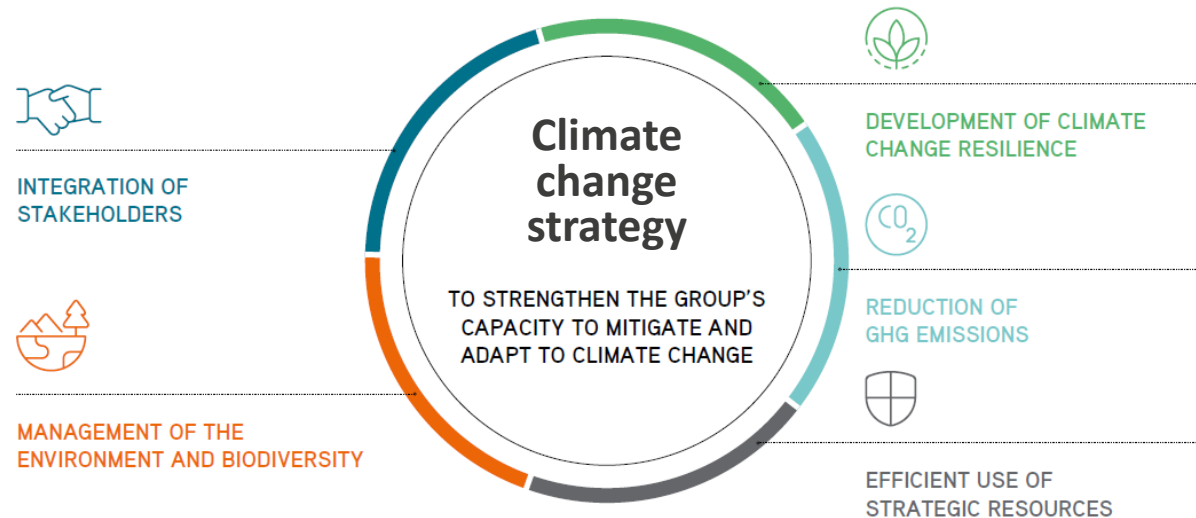 Climate
change
strategy
TO STRENGTHEN THE GROUP'S
CAPACITY TO MITIGATE AND
ADAPT TO CLIMATE CHANGE
INTEGRATION OF
STAKEHOLDERS
MANAGEMENT OF THE
ENVIRONMENT AND BIODIVERSITY
DEVELOPMENT OF CLIMATE
CHANGE RESILIENCE
CO₂
REDUCTION OF
GHG EMISSIONS
EFFICIENT USE OF
STRATEGIC RESOURCES